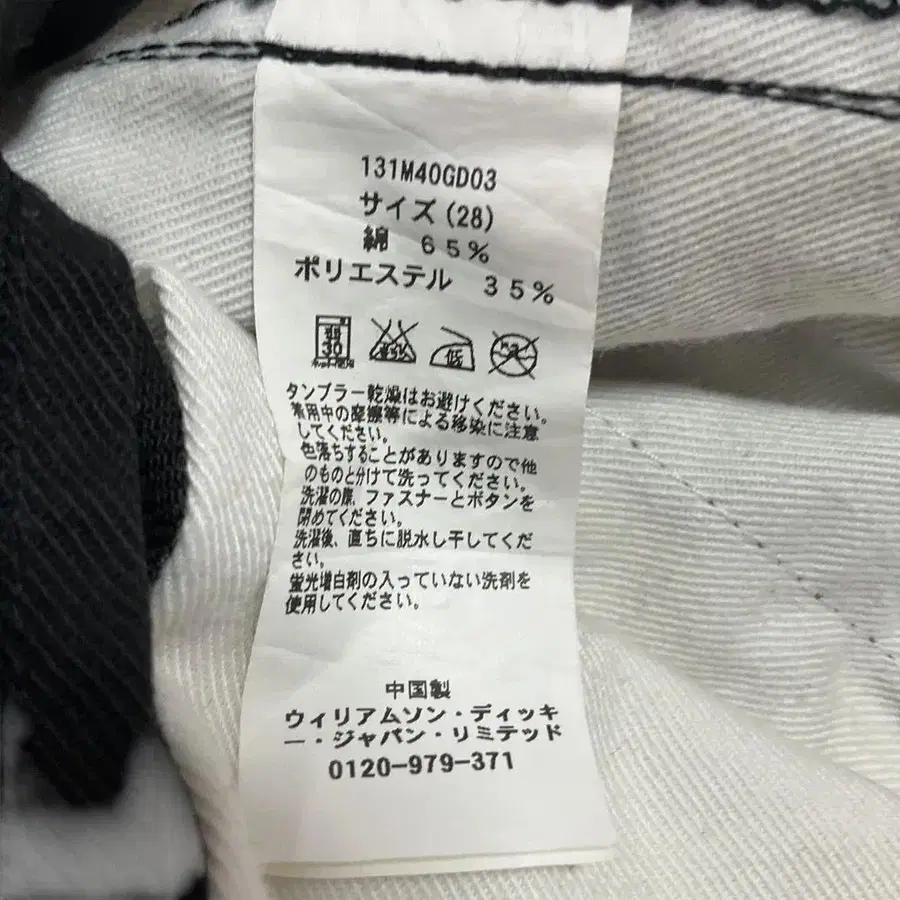 131M40GD03
サイズ(28)
綿 65%
ポリエステル 35%
30
低
タンブラー乾燥はお避けください。
着用中の摩擦等による移染に注意
してください。
色落ちすることがありますので他
のものと分けて洗ってください。
洗濯の際、ファスナーとボタンを
閉めてください。
洗濯後、直ちに脱水し干してくだ
さい。
蛍光増白剤の入っていない洗剤を
使用してください。
中国製
ウィリアムソン・ディッキ
ー・ジャパン・リミテッド
0120-979-371